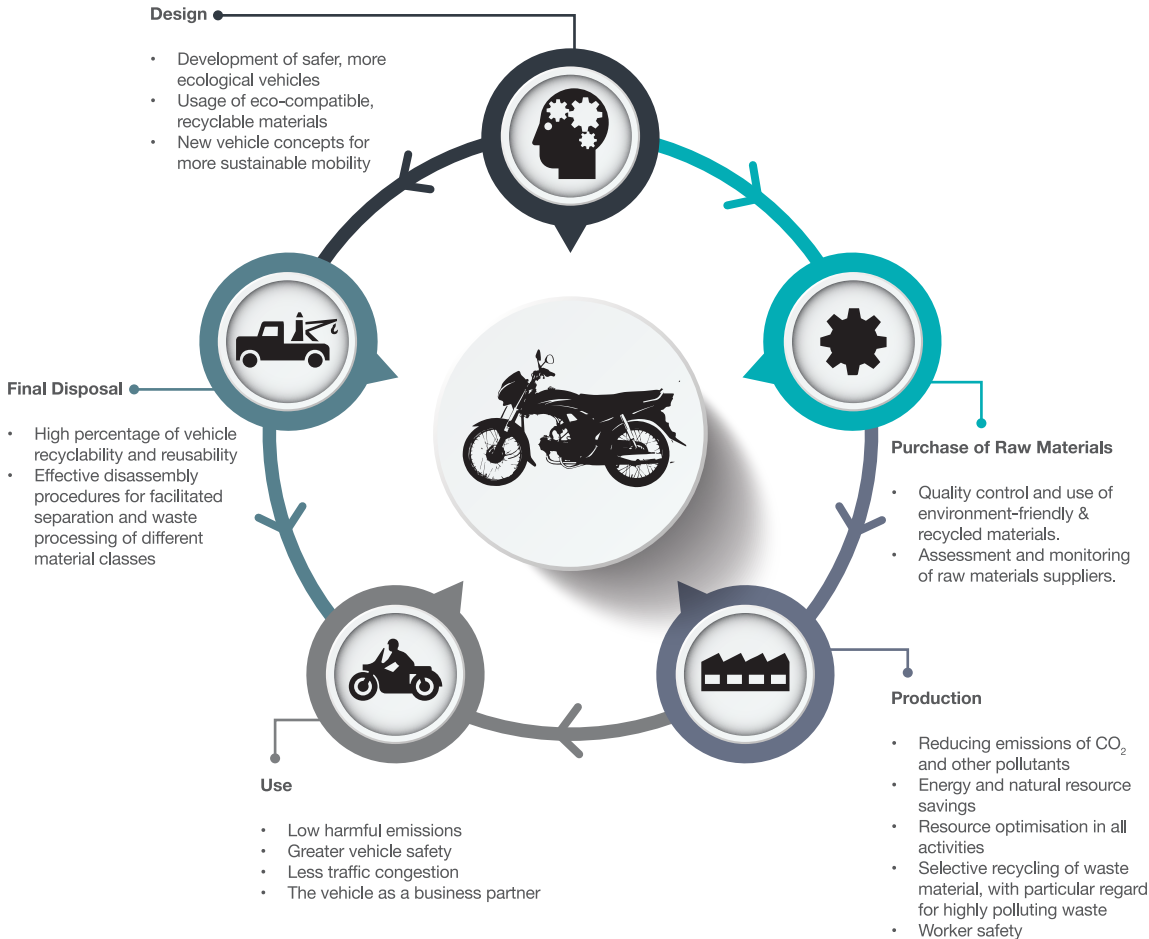 Design
• Development of safer, more
ecological vehicles
• Usage of eco-compatible,
recyclable materials
• New vehicle concepts for
more sustainable mobility
Final Disposal
• High percentage of vehicle
recyclability and reusability
• Effective disassembly
procedures for facilitated
separation and waste
processing of different
material classes
Purchase of Raw Materials
• Quality control and use of
environment-friendly &
recycled materials.
• Assessment and monitoring
of raw materials suppliers.
Use
• Low harmful emissions
• Greater vehicle safety
• Less traffic congestion
• The vehicle as a business partner
Production
• Reducing emissions of CO₂
and other pollutants
• Energy and natural resource
savings
• Resource optimisation in all
activities
• Selective recycling of waste
material, with particular regard
for highly polluting waste
• Worker safety